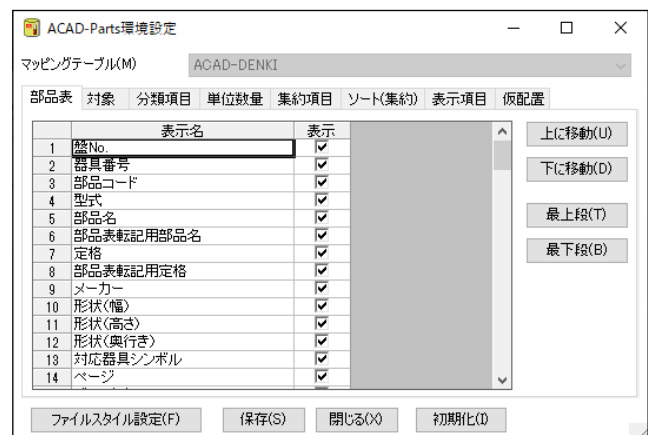 ACAD-Parts環境設定
マッピングテーブル(M) ACAD-DENKI
部品表 対象 分類項目 単位数量 集約項目 ソート(集約) 表示項目 仮配置
表示名 表示
1 盤No.
2 器具番号
3 部品コード
4 型式
5 部品名
6 部品表転記用部品名
7 定格
8 部品表転記用定格
9 メーカー
10 形状(幅)
11 形状(高さ)
12 形状(奥行き)
13 対応器具シンボル
14 ページ
上に移動(U)
下に移動(D)
最上段(T)
最下段(B)
ファイルスタイル設定(F) 保存(S) 閉じる(X) 初期化(I)